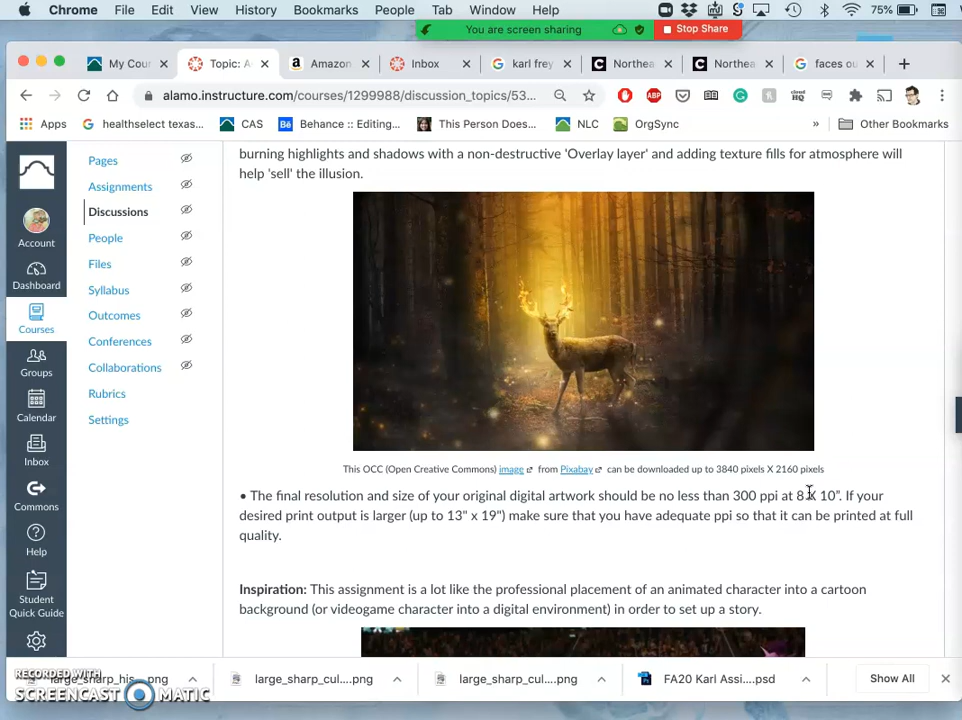 Chrome File Edit View History Bookmarks People Tab Window Help 75%
You are screen sharing Stop Share
My Cour Topic: A Amazon Inbox karl frey Northea Northea faces ou
alamo.instructure.com/courses/1299988/discussion_topics/53...
Apps healthselect texas... CAS Behance :: Editing... This Person Does... NLC OrgSync » Other Bookmarks
Account
Dashboard
Courses
Groups
Calendar
Inbox
Commons
Help
Student
Quick Guide
Pages
Assignments
Discussions
People
Files
Syllabus
Outcomes
Conferences
Collaborations
Rubrics
Settings
burning highlights and shadows with a non-destructive 'Overlay layer' and adding texture fills for atmosphere will
help 'sell' the illusion.
This OCC (Open Creative Commons) image from Pixabay can be downloaded up to 3840 pixels X 2160 pixels
• The final resolution and size of your original digital artwork should be no less than 300 ppi at 8 X 10”. If your
desired print output is larger (up to 13" x 19") make sure that you have adequate ppi so that it can be printed at full
quality.
Inspiration: This assignment is a lot like the professional placement of an animated character into a cartoon
background (or videogame character into a digital environment) in order to set up a story.
large_sharp_his....png large_sharp_cul....png large_sharp_cul....png FA20 Karl Assi....psd Show All
RECORDED WITH
SCREENCAST MATIC